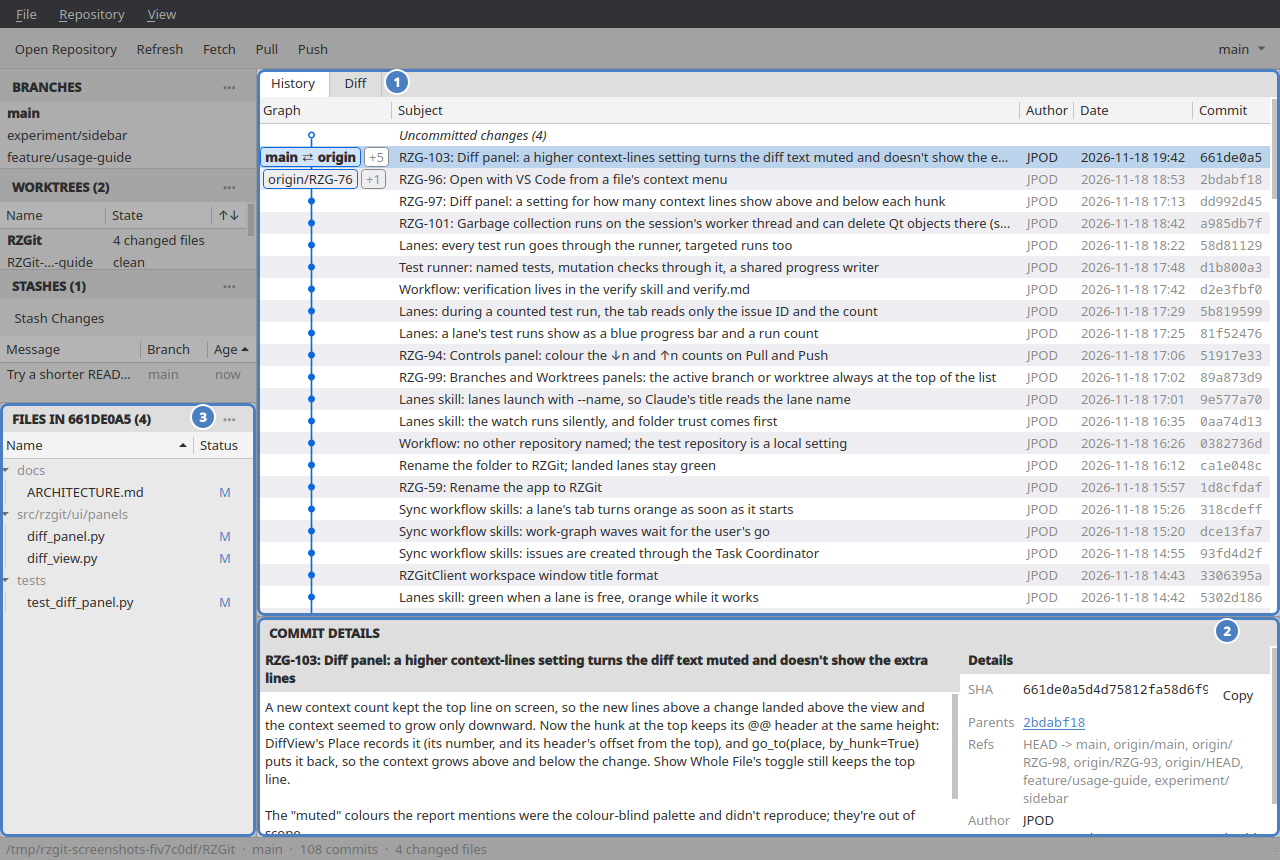 File Repository View
Open Repository Refresh Fetch Pull Push main
BRANCHES ...
main
experiment/sidebar
feature/usage-guide
WORKTREES (2) ...
Name State ↑↓
RZGit 4 changed files
RZGit-...-guide clean
STASHES (1) ...
Stash Changes
Message Branch Age
Try a shorter READ... main now
FILES IN 661DE0A5 (4) 3 ...
Name Status
docs
ARCHITECTURE.md M
src/rzgit/ui/panels
diff_panel.py M
diff_view.py M
tests
test_diff_panel.py M
History Diff 1
Graph Subject Author Date Commit
Uncommitted changes (4)
main ⇄ origin +5 RZG-103: Diff panel: a higher context-lines setting turns the diff text muted and doesn't show the e... JPOD 2026-11-18 19:42 661de0a5
origin/RZG-76 +1 RZG-96: Open with VS Code from a file's context menu JPOD 2026-11-18 18:53 2bdabf18
RZG-97: Diff panel: a setting for how many context lines show above and below each hunk JPOD 2026-11-18 17:13 dd992d45
RZG-101: Garbage collection runs on the session's worker thread and can delete Qt objects there (s... JPOD 2026-11-18 18:42 a985db7f
Lanes: every test run goes through the runner, targeted runs too JPOD 2026-11-18 18:22 58d81129
Test runner: named tests, mutation checks through it, a shared progress writer JPOD 2026-11-18 17:48 d1b800a3
Workflow: verification lives in the verify skill and verify.md JPOD 2026-11-18 17:42 d2e3fbf0
Lanes: during a counted test run, the tab reads only the issue ID and the count JPOD 2026-11-18 17:29 5b819599
Lanes: a lane's test runs show as a blue progress bar and a run count JPOD 2026-11-18 17:25 81f52476
RZG-94: Controls panel: colour the ↓n and ↑n counts on Pull and Push JPOD 2026-11-18 17:06 51917e33
RZG-99: Branches and Worktrees panels: the active branch or worktree always at the top of the list JPOD 2026-11-18 17:02 89a873d9
Lanes skill: lanes launch with --name, so Claude's title reads the lane name JPOD 2026-11-18 17:01 9e577a70
Lanes skill: the watch runs silently, and folder trust comes first JPOD 2026-11-18 16:35 0aa74d13
Workflow: no other repository named; the test repository is a local setting JPOD 2026-11-18 16:26 0382736d
Rename the folder to RZGit; landed lanes stay green JPOD 2026-11-18 16:12 ca1e048c
RZG-59: Rename the app to RZGit JPOD 2026-11-18 15:57 1d8cfdaf
Sync workflow skills: a lane's tab turns orange as soon as it starts JPOD 2026-11-18 15:26 318cdeff
Sync workflow skills: work-graph waves wait for the user's go JPOD 2026-11-18 15:20 dce13fa7
Sync workflow skills: issues are created through the Task Coordinator JPOD 2026-11-18 14:55 93fd4d2f
RZGitClient workspace window title format JPOD 2026-11-18 14:43 3306395a
Lanes skill: green when a lane is free, orange while it works JPOD 2026-11-18 14:42 5302d186
COMMIT DETAILS 2
RZG-103: Diff panel: a higher context-lines setting turns the diff text muted and doesn't show the extra
lines
A new context count kept the top line on screen, so the new lines above a change landed above the view and
the context seemed to grow only downward. Now the hunk at the top keeps its @@ header at the same height:
DiffView's Place records it (its number, and its header's offset from the top), and go_to(place, by_hunk=True)
puts it back, so the context grows above and below the change. Show Whole File's toggle still keeps the top
line.
The "muted" colours the report mentions were the colour-blind palette and didn't reproduce; they're out of
scope
Details
SHA 661de0a5d4d75812fa58d6f9 Copy
Parents 2bdabf18
Refs HEAD -> main, origin/main, origin/
RZG-98, origin/RZG-93, origin/HEAD,
feature/usage-guide, experiment/
sidebar
Author JPOD
/tmp/rzgit-screenshots-fiv7c0df/RZGit · main · 108 commits · 4 changed files